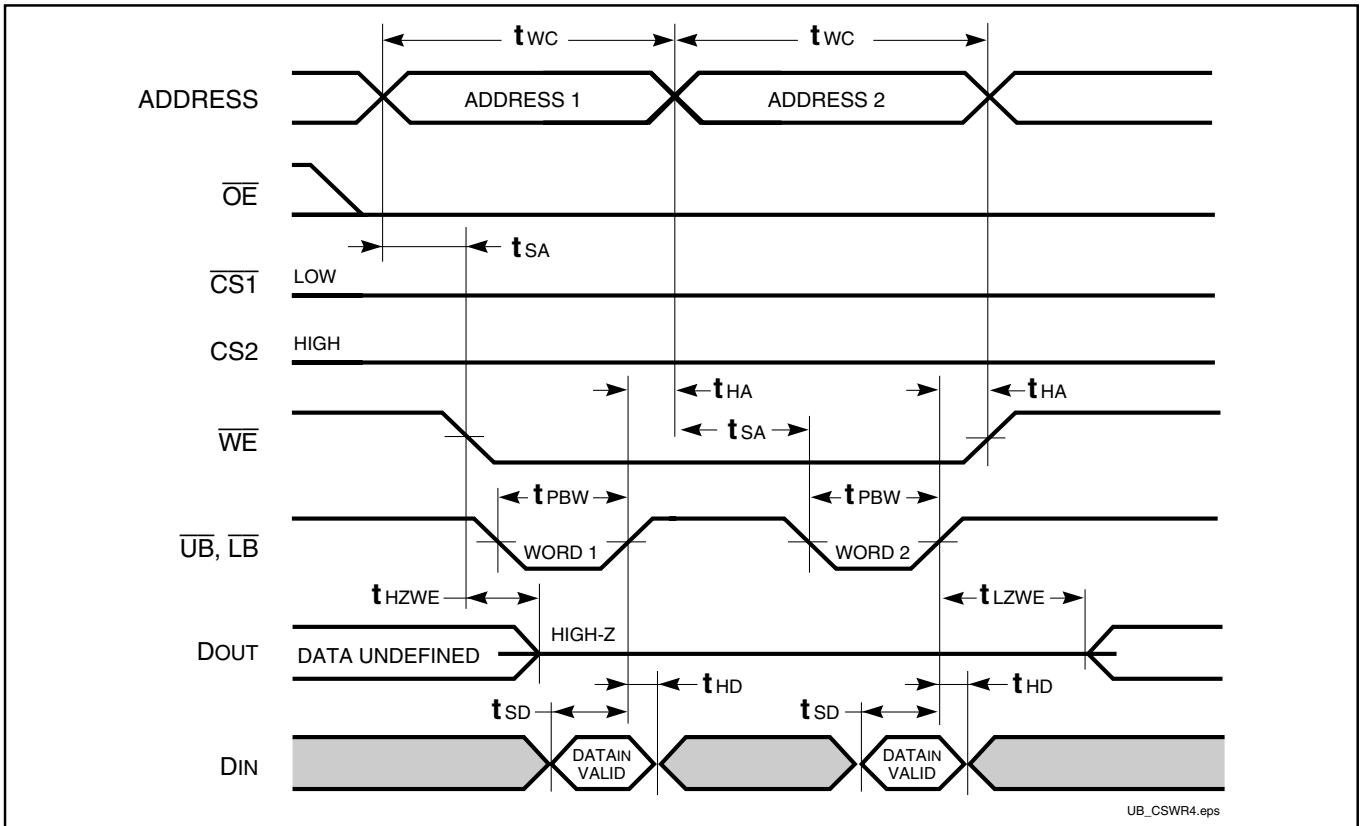 tWC tWC
ADDRESS ADDRESS 1 ADDRESS 2
OE
tSA
CS1 LOW
CS2 HIGH
tHA tHA
WE tSA
tPBW tPBW
UB, LB WORD 1 WORD 2
tHZWE tLZWE
DOUT DATA UNDEFINED HIGH-Z
tHD tHD
tSD tSD
DIN DATAIN VALID DATAIN VALID
UB_CSWR4.eps